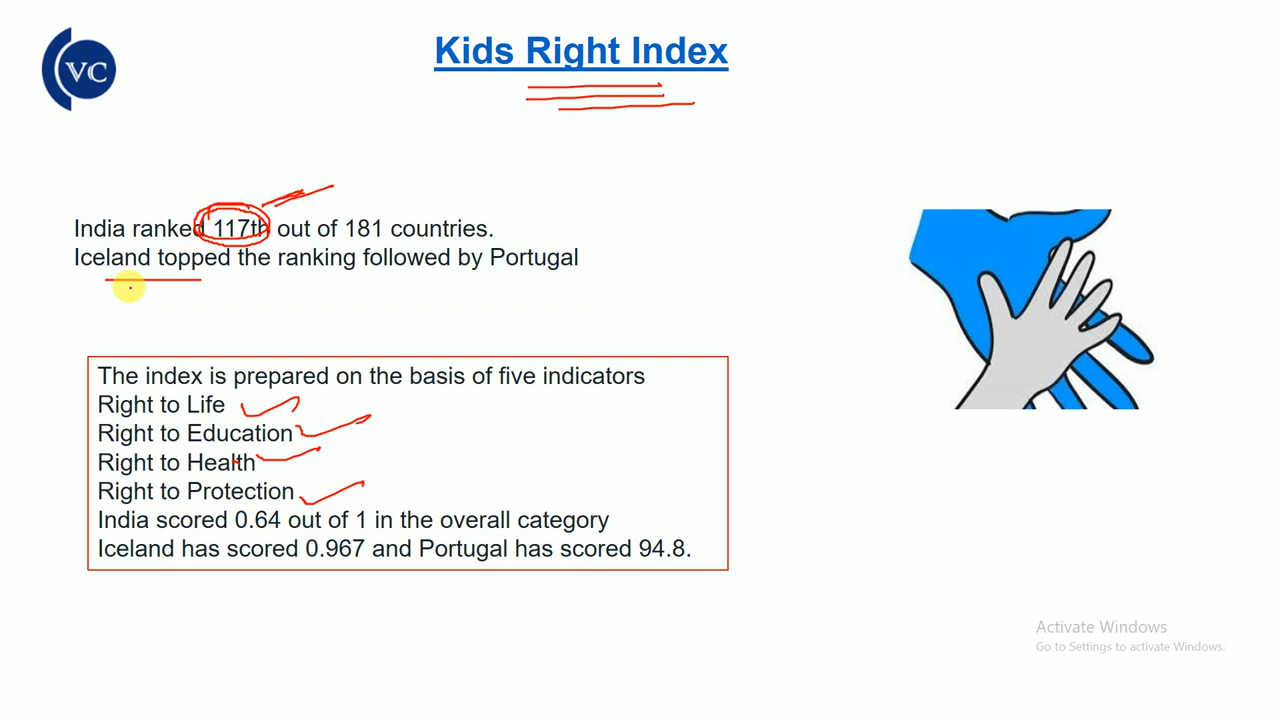 VC
Kids Right Index
India ranked 117th out of 181 countries.
Iceland topped the ranking followed by Portugal
The index is prepared on the basis of five indicators
Right to Life
Right to Education
Right to Health
Right to Protection
India scored 0.64 out of 1 in the overall category
Iceland has scored 0.967 and Portugal has scored 94.8.
Activate Windows
Go to Settings to activate Windows.